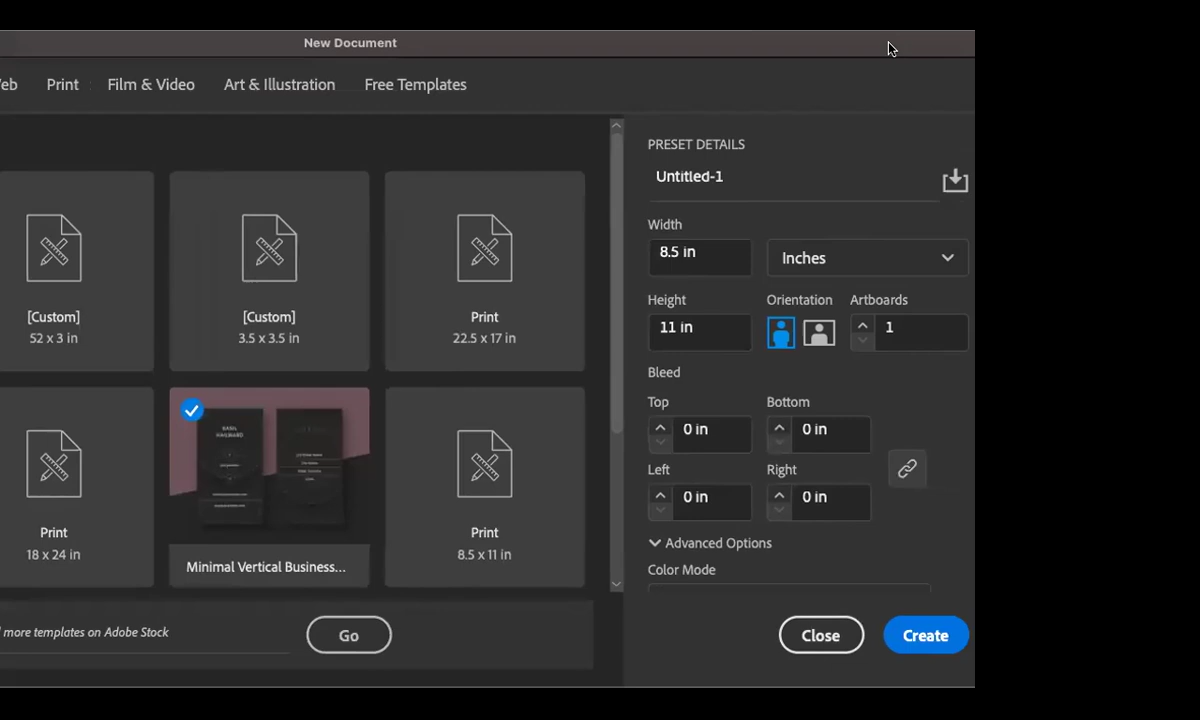 New Document
eb Print Film & Video Art & Illustration Free Templates
[Custom]
52 x 3 in
[Custom]
3.5 x 3.5 in
Print
22.5 x 17 in
Print
18 x 24 in
Minimal Vertical Business...
Print
8.5 x 11 in
more templates on Adobe Stock
Go
PRESET DETAILS
Untitled-1
Width
8.5 in Inches
Height Orientation Artboards
11 in 1
Bleed
Top Bottom
0 in 0 in
Left Right
0 in 0 in
Advanced Options
Color Mode
Close Create